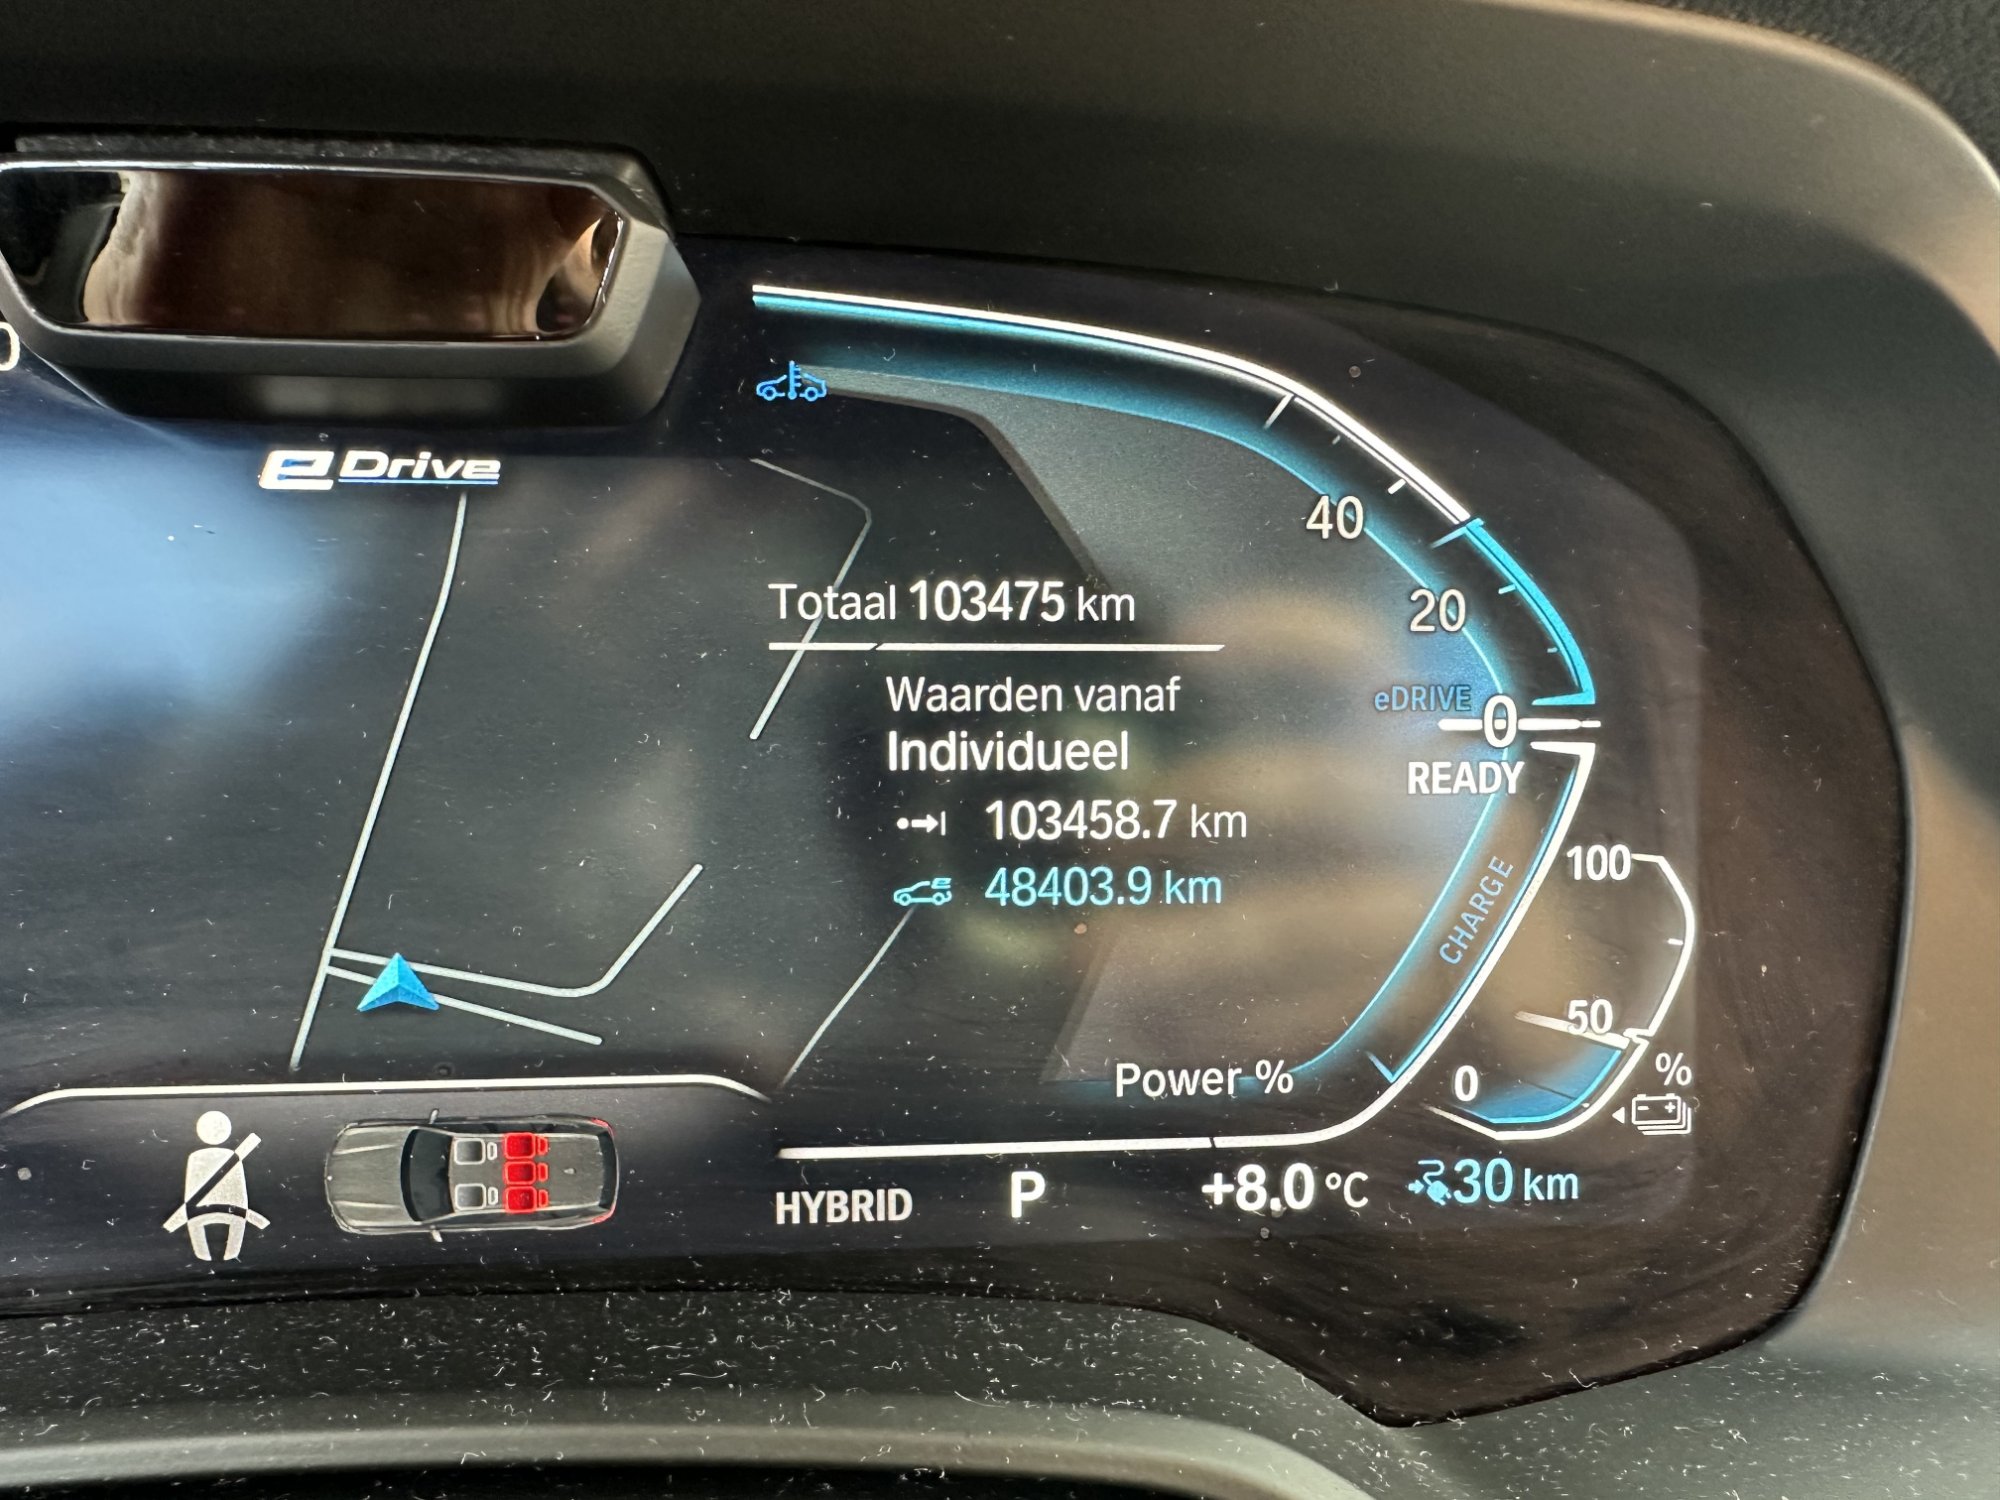 eDrive
40
Totaal 103475 km
20
Waarden vanaf
eDRIVE
0
Individueel
READY
103458.7 km
100
48403.9 km
CHARGE
50
Power %
0
%
HYBRID
P
+8.0 °C
30 km